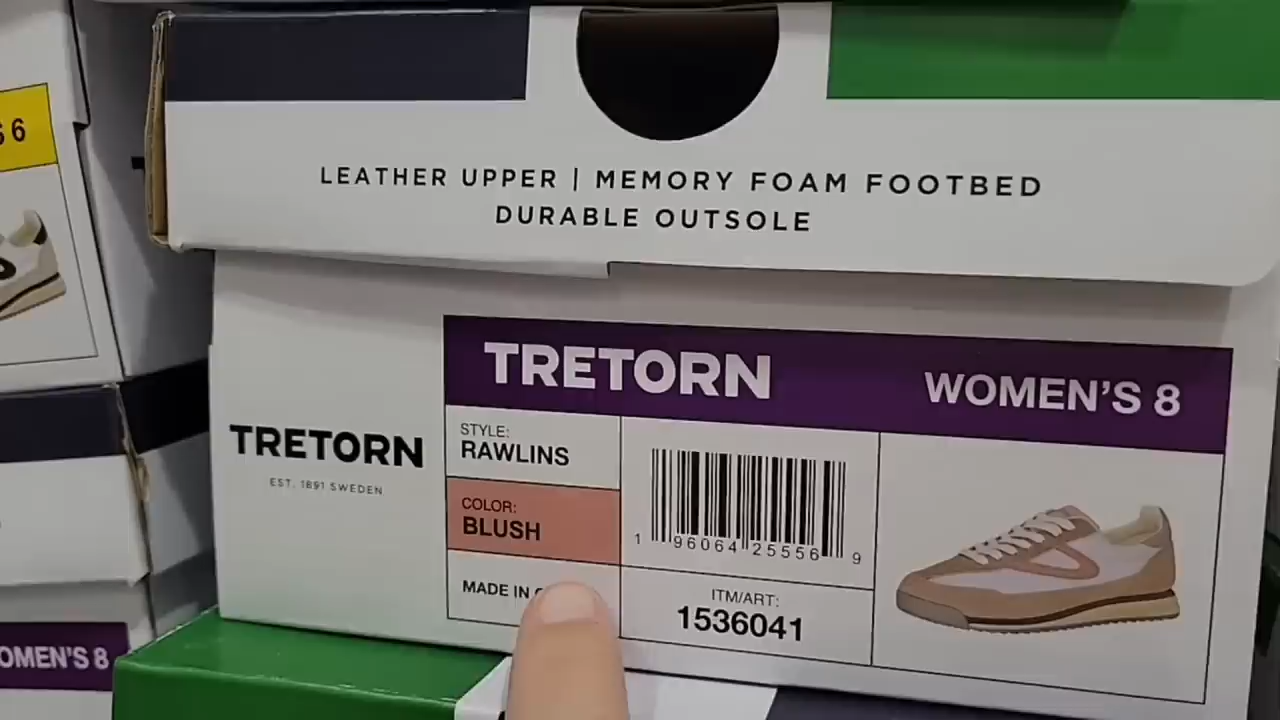 S 6
LEATHER UPPER | MEMORY FOAM FOOTBED
DURABLE OUTSOLE
TRETORN
WOMEN'S 8
STYLE:
RAWLINS
TRETORN
EST. 1891 SWEDEN
COLOR:
BLUSH
1 96064 25556 9
MADE IN
ITM/ART:
1536041
OMEN'S 8